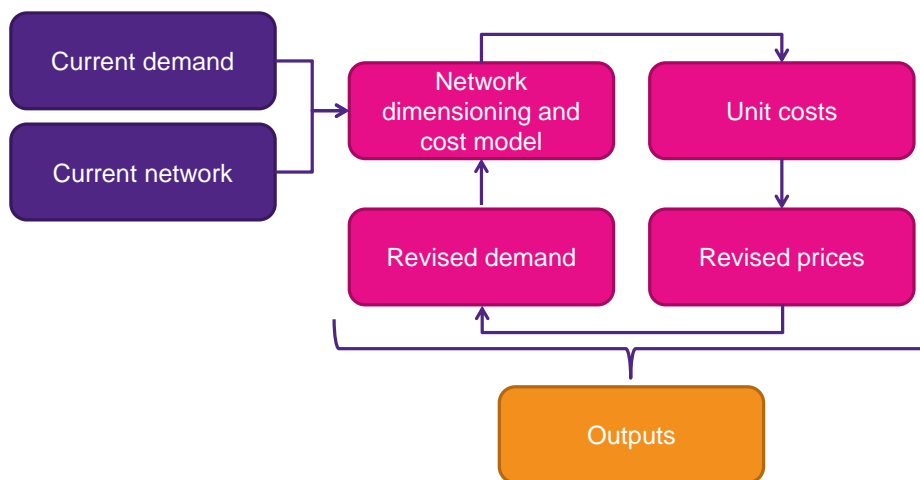 Current demand
Current network
Network
dimensioning and
cost model
Unit costs
Revised demand
Revised prices
Outputs